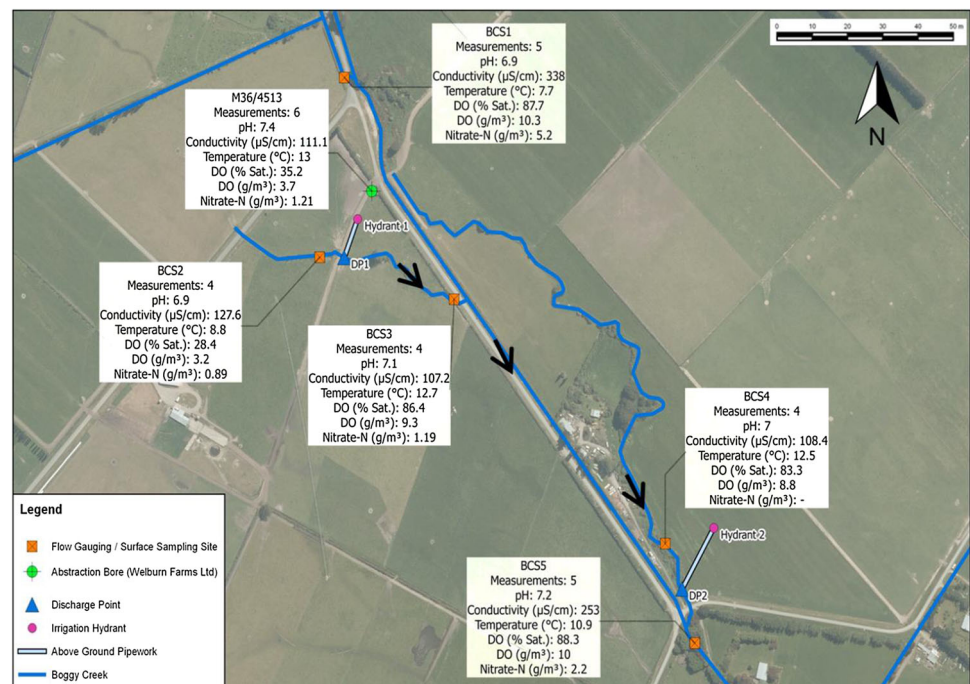 BCS1
Measurements: 5
pH: 6.9
Conductivity (µS/cm): 338
Temperature (°C): 7.7
DO (% Sat.): 87.7
DO (g/m³): 10.3
Nitrate-N (g/m³): 5.2
0 10 20 30 40 50 m
N
M36/4513
Measurements: 6
pH: 7.4
Conductivity (µS/cm): 111.1
Temperature (°C): 13
DO (% Sat.): 35.2
DO (g/m³): 3.7
Nitrate-N (g/m³): 1.21
Hydrant 1
DP1
BCS2
Measurements: 4
pH: 6.9
Conductivity (µS/cm): 127.6
Temperature (°C): 8.8
DO (% Sat.): 28.4
DO (g/m³): 3.2
Nitrate-N (g/m³): 0.89
BCS3
Measurements: 4
pH: 7.1
Conductivity (µS/cm): 107.2
Temperature (°C): 12.7
DO (% Sat.): 86.4
DO (g/m³): 9.3
Nitrate-N (g/m³): 1.19
BCS4
Measurements: 4
pH: 7
Conductivity (µS/cm): 108.4
Temperature (°C): 12.5
DO (% Sat.): 83.3
DO (g/m³): 8.8
Nitrate-N (g/m³): -
Hydrant 2
DP2
BCS5
Measurements: 5
pH: 7.2
Conductivity (µS/cm): 253
Temperature (°C): 10.9
DO (% Sat.): 88.3
DO (g/m³): 10
Nitrate-N (g/m³): 2.2
Legend
Flow Gauging / Surface Sampling Site
Abstraction Bore (Welburn Farms Ltd)
Discharge Point
Irrigation Hydrant
Above Ground Pipework
Boggy Creek